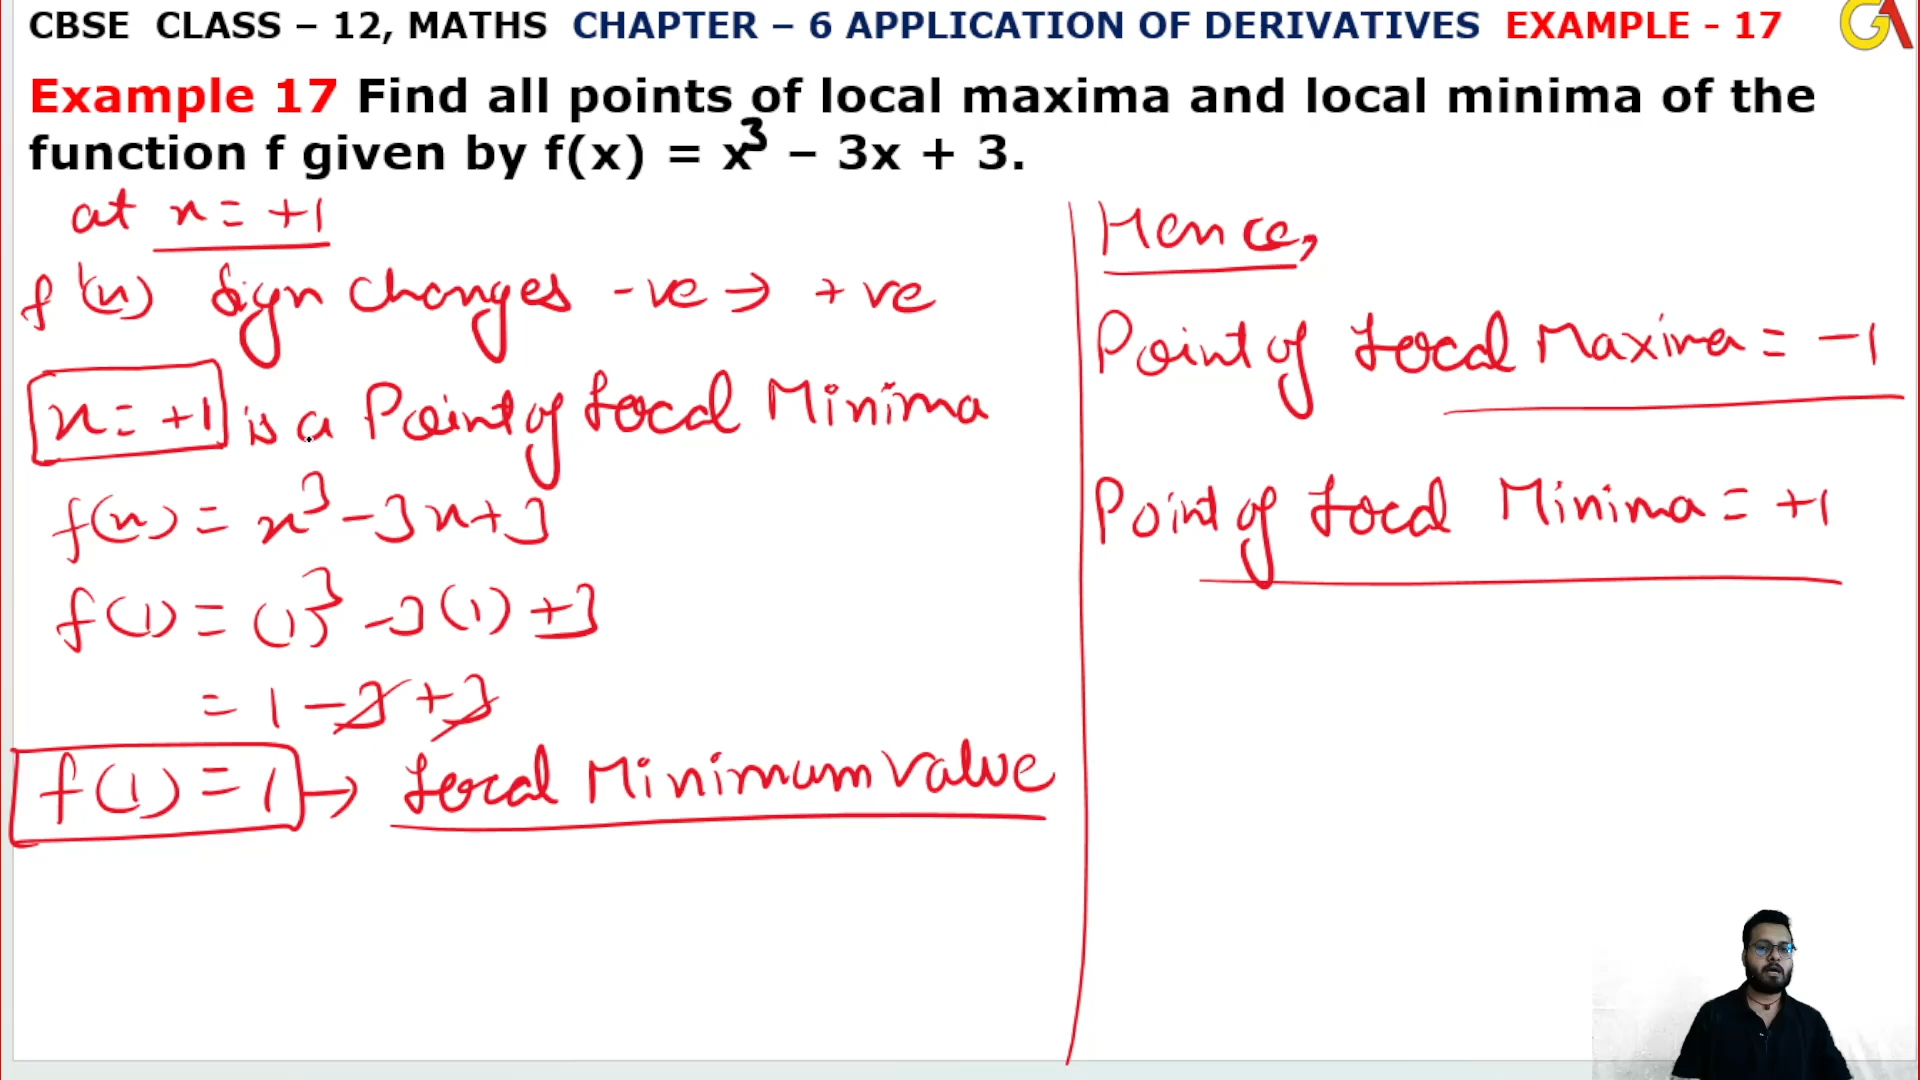 CBSE CLASS – 12, MATHS CHAPTER – 6 APPLICATION OF DERIVATIVES EXAMPLE - 17
GA
Example 17 Find all points of local maxima and local minima of the
function f given by f(x) = x³ – 3x + 3.
at x = +1
f'(x) Sign changes -ve → +ve
x = +1 is a Point of Local Minima
f(x) = x³ - 3x + 3
f(1) = (1)³ - 3(1) + 3
= 1 - 3 + 3
f(1) = 1 → Local Minimum value
Hence,
Point of Local Maxima = -1
Point of Local Minima = +1